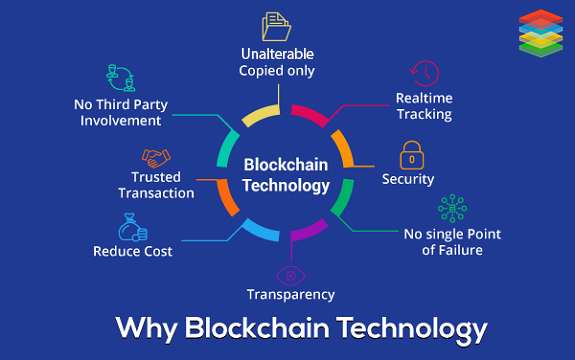 Unalterable
Copied only
Realtime
Tracking
Security
No single Point
of Failure
Transparency
Reduce Cost
Trusted
Transaction
No Third Party
Involvement
Blockchain
Technology
Why Blockchain Technology